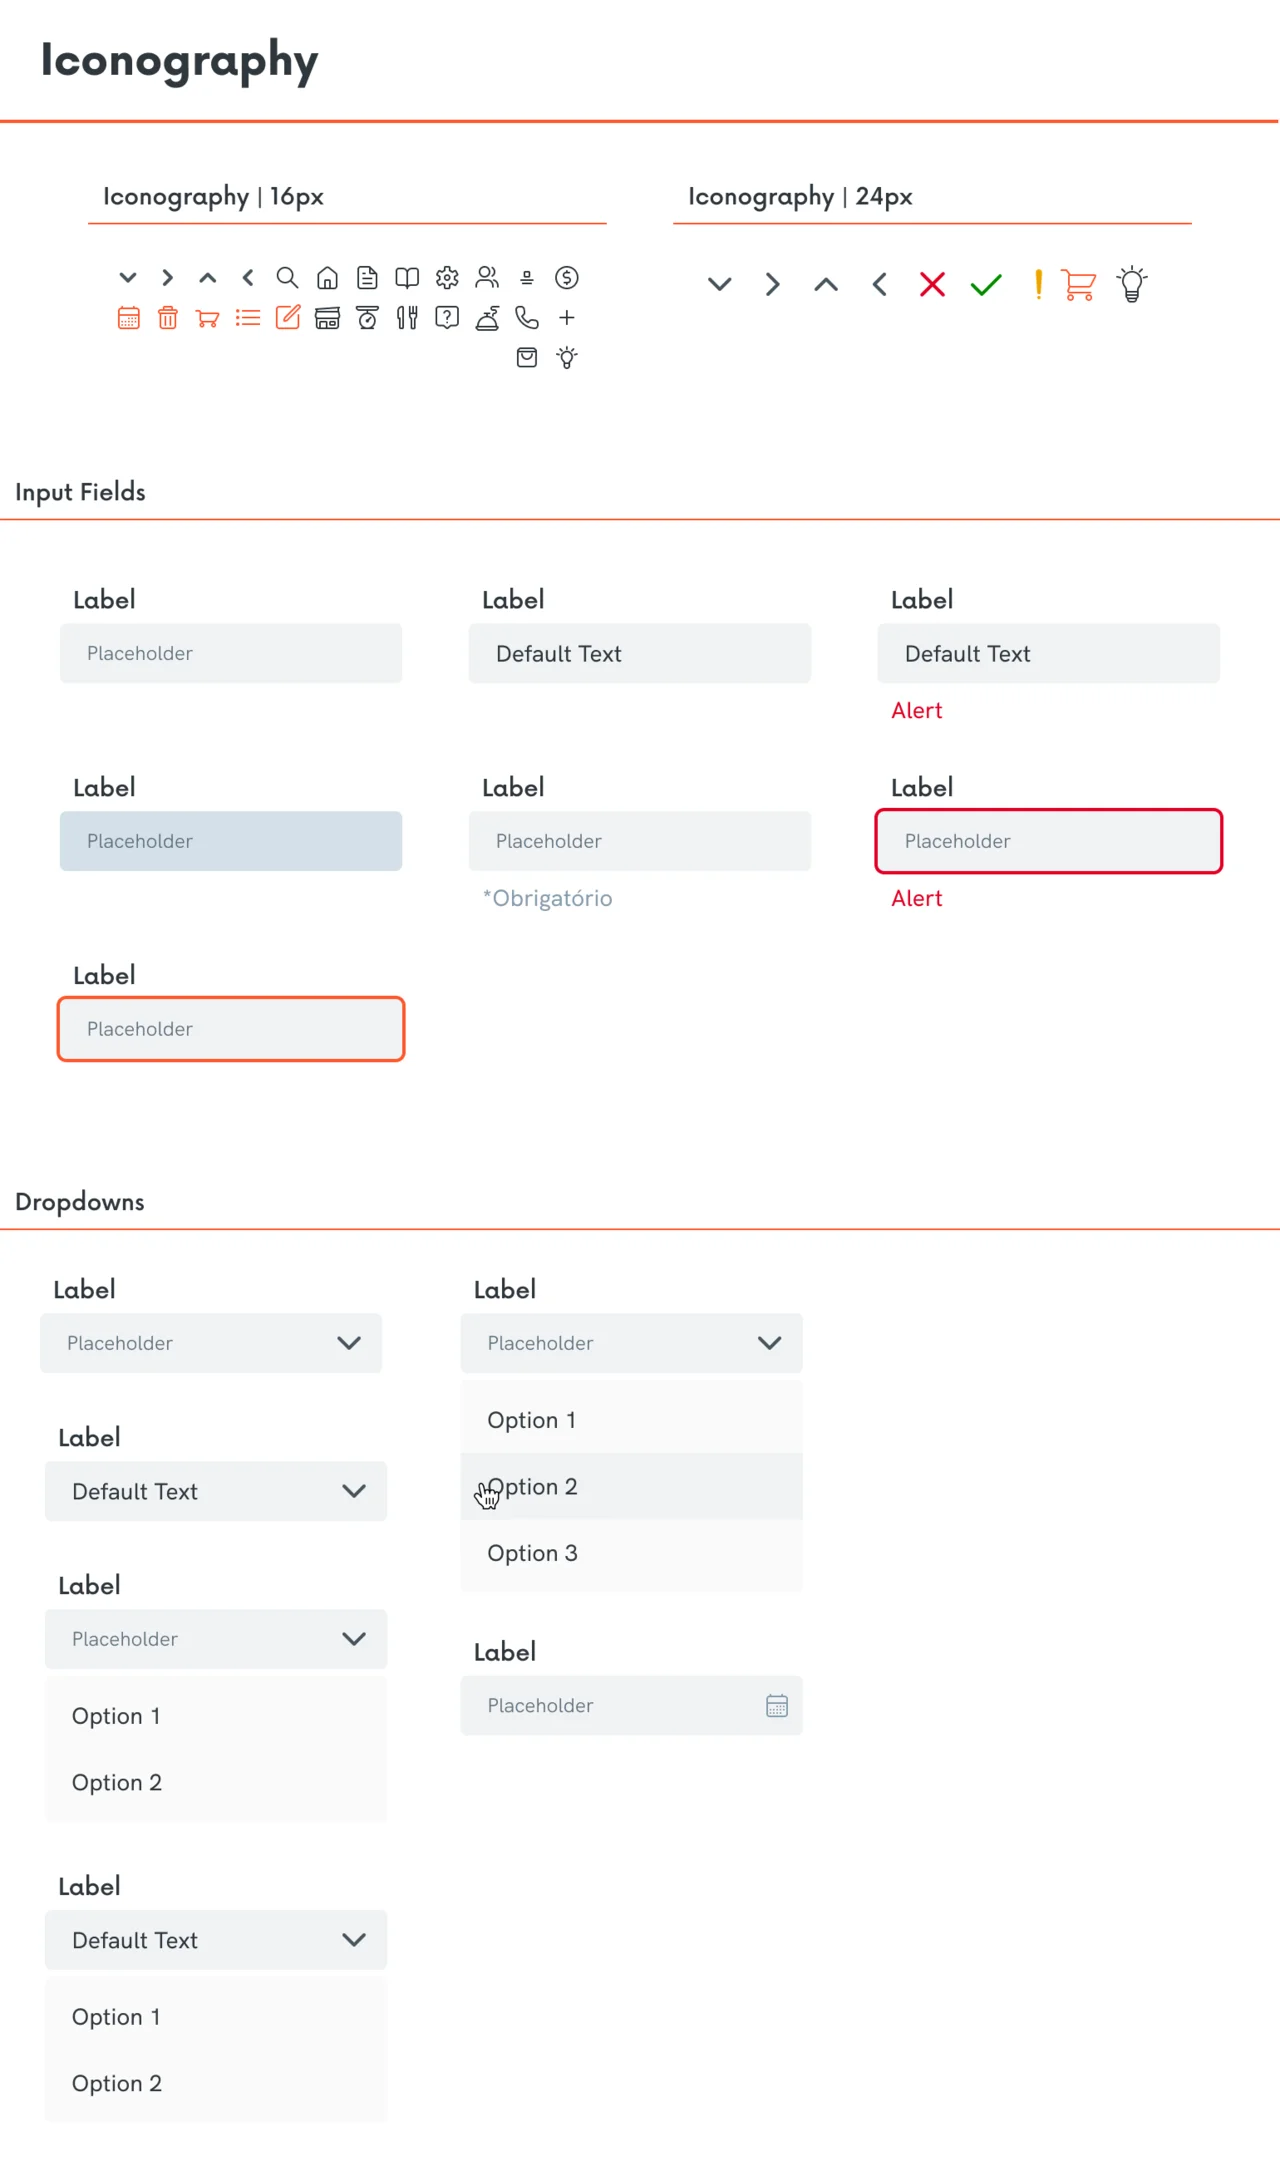 Iconography
Iconography | 16px
Iconography | 24px
Input Fields
Label
Placeholder
Label
Default Text
Label
Default Text
Alert
Label
Placeholder
Label
Placeholder
*Obrigatório
Label
Placeholder
Alert
Label
Placeholder
Dropdowns
Label
Placeholder
Label
Default Text
Label
Placeholder
Option 1
Option 2
Label
Default Text
Option 1
Option 2
Label
Placeholder
Option 1
Option 2
Option 3
Label
Placeholder